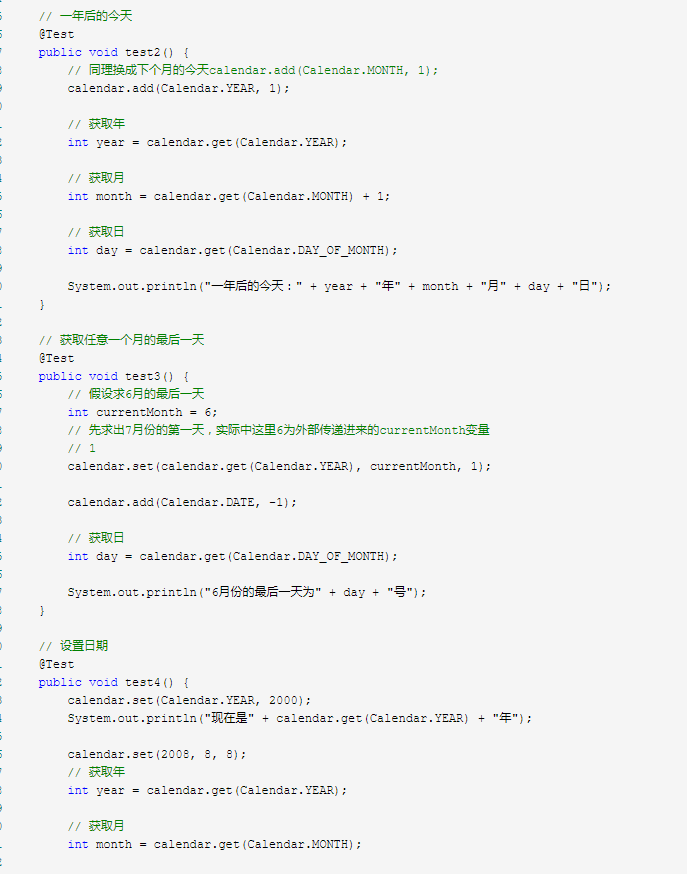 // 一年后的今天
@Test
public void test2() {
// 同理换成下个月的今天calendar.add(Calendar.MONTH, 1);
calendar.add(Calendar.YEAR, 1);
// 获取年
int year = calendar.get(Calendar.YEAR);
// 获取月
int month = calendar.get(Calendar.MONTH) + 1;
// 获取日
int day = calendar.get(Calendar.DAY_OF_MONTH);
System.out.println("一年后的今天：" + year + "年" + month + "月" + day + "日");
}
// 获取任意一个月的最后一天
@Test
public void test3() {
// 假设求6月的最后一天
int currentMonth = 6;
// 先求出7月份的第一天，实际中这里6为外部传递进来的currentMonth变量
// 1
calendar.set(calendar.get(Calendar.YEAR), currentMonth, 1);
calendar.add(Calendar.DATE, -1);
// 获取日
int day = calendar.get(Calendar.DAY_OF_MONTH);
System.out.println("6月份的最后一天为" + day + "号");
}
// 设置日期
@Test
public void test4() {
calendar.set(Calendar.YEAR, 2000);
System.out.println("现在是" + calendar.get(Calendar.YEAR) + "年");
calendar.set(2008, 8, 8);
// 获取年
int year = calendar.get(Calendar.YEAR);
// 获取月
int month = calendar.get(Calendar.MONTH);